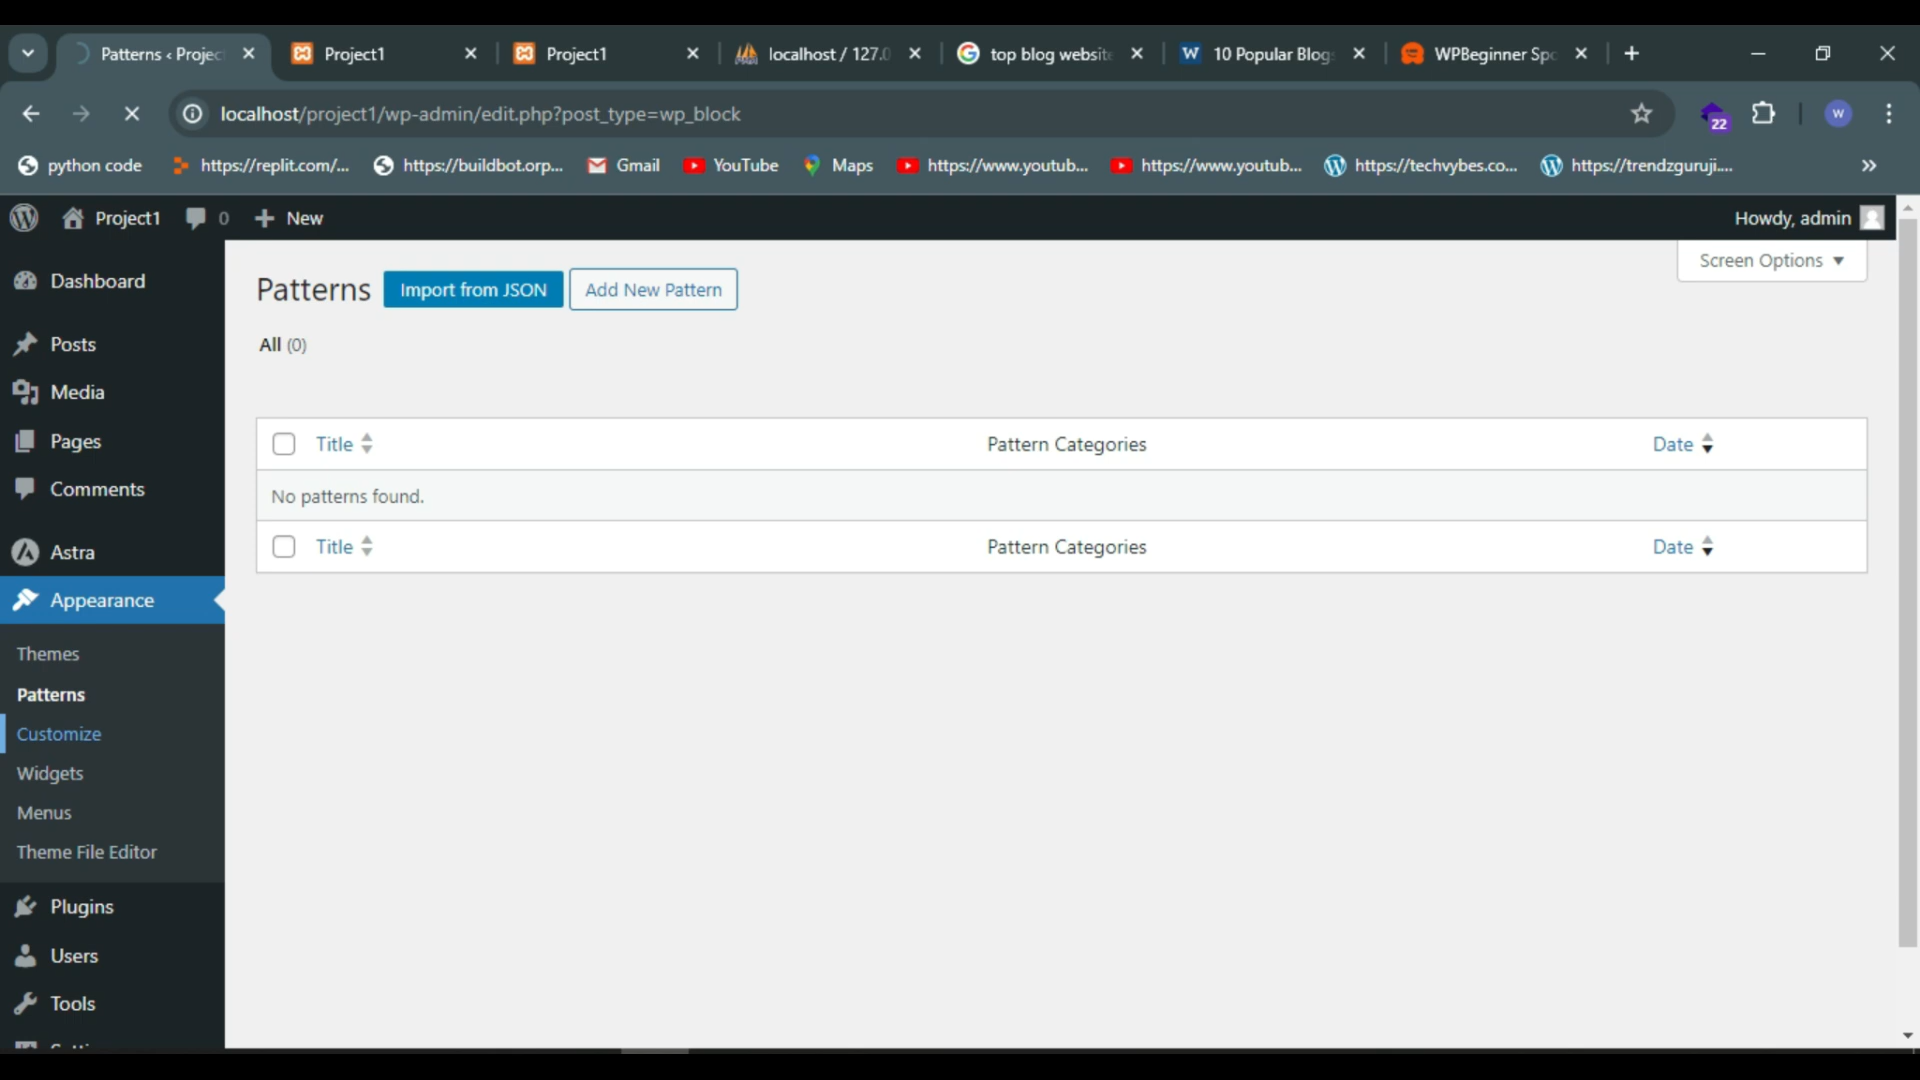 Patterns ‹ Projec
Project1
Project1
localhost / 127.0
top blog website
10 Popular Blog
WPBeginner Spo
localhost/project1/wp-admin/edit.php?post_type=wp_block
22
W
python code
https://replit.com/...
https://buildbot.orp...
Gmail
YouTube
Maps
https://www.youtub...
https://www.youtub...
https://techvybes.co...
https://trendzguruji....
»
Project1
0
New
Howdy, admin
Screen Options
Dashboard
Posts
Media
Pages
Comments
Astra
Appearance
Themes
Patterns
Customize
Widgets
Menus
Theme File Editor
Plugins
Users
Tools
Patterns
Import from JSON
Add New Pattern
All (0)
Title
Pattern Categories
Date
No patterns found.
Title
Pattern Categories
Date